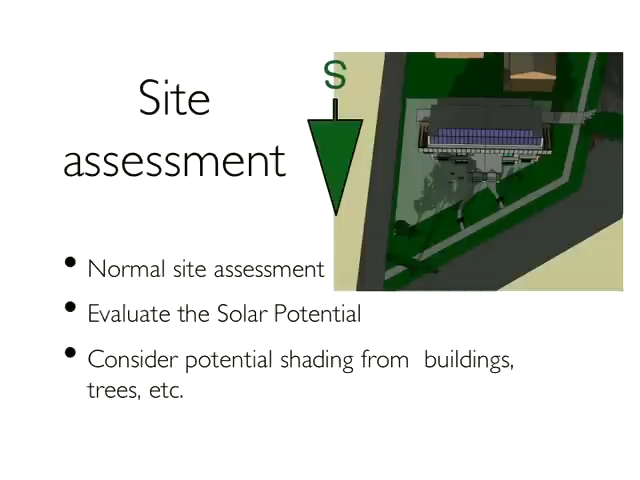 Site
assessment
S
• Normal site assessment
• Evaluate the Solar Potential
• Consider potential shading from  buildings,
trees, etc.